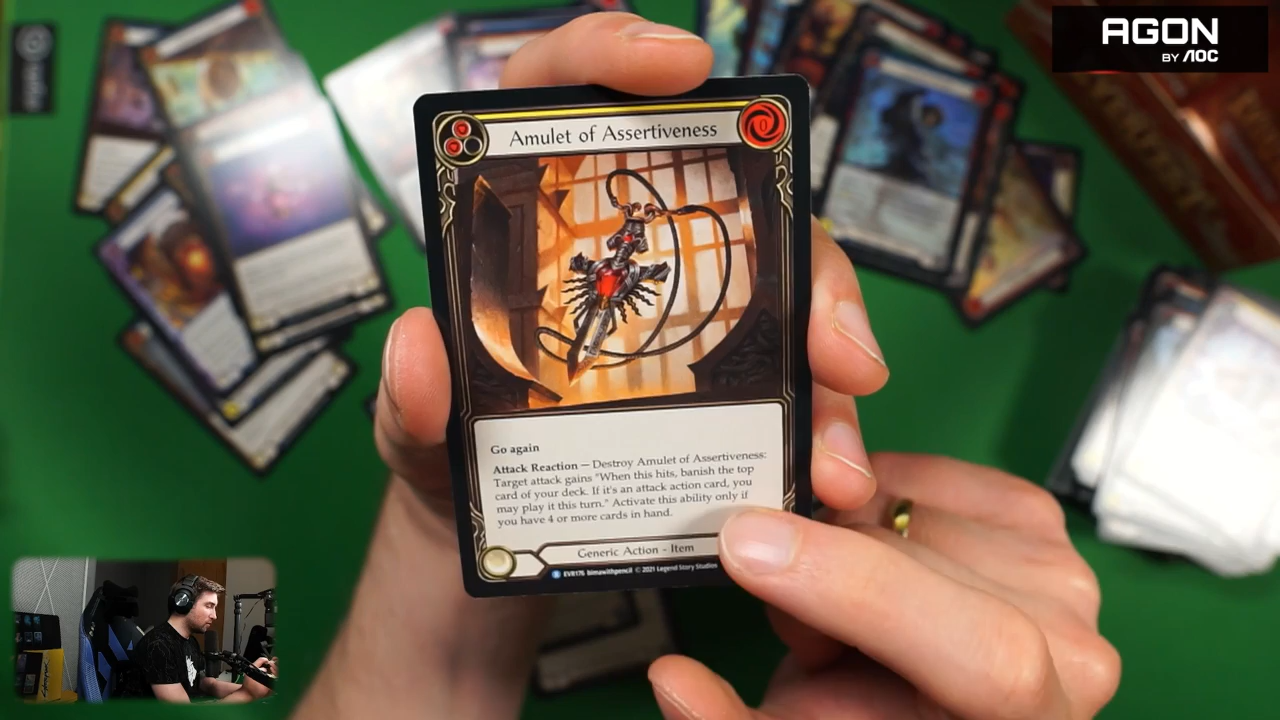 AGON
BY AOC
Amulet of Assertiveness
0
Go again
Attack Reaction — Destroy Amulet of Assertiveness:
Target attack gains "When this hits, banish the top
card of your deck. If it's an attack action card, you
may play it this turn." Activate this ability only if
you have 4 or more cards in hand.
Generic Action - Item
R EVR175 bimawithpencil © 2021 Legend Story Studios